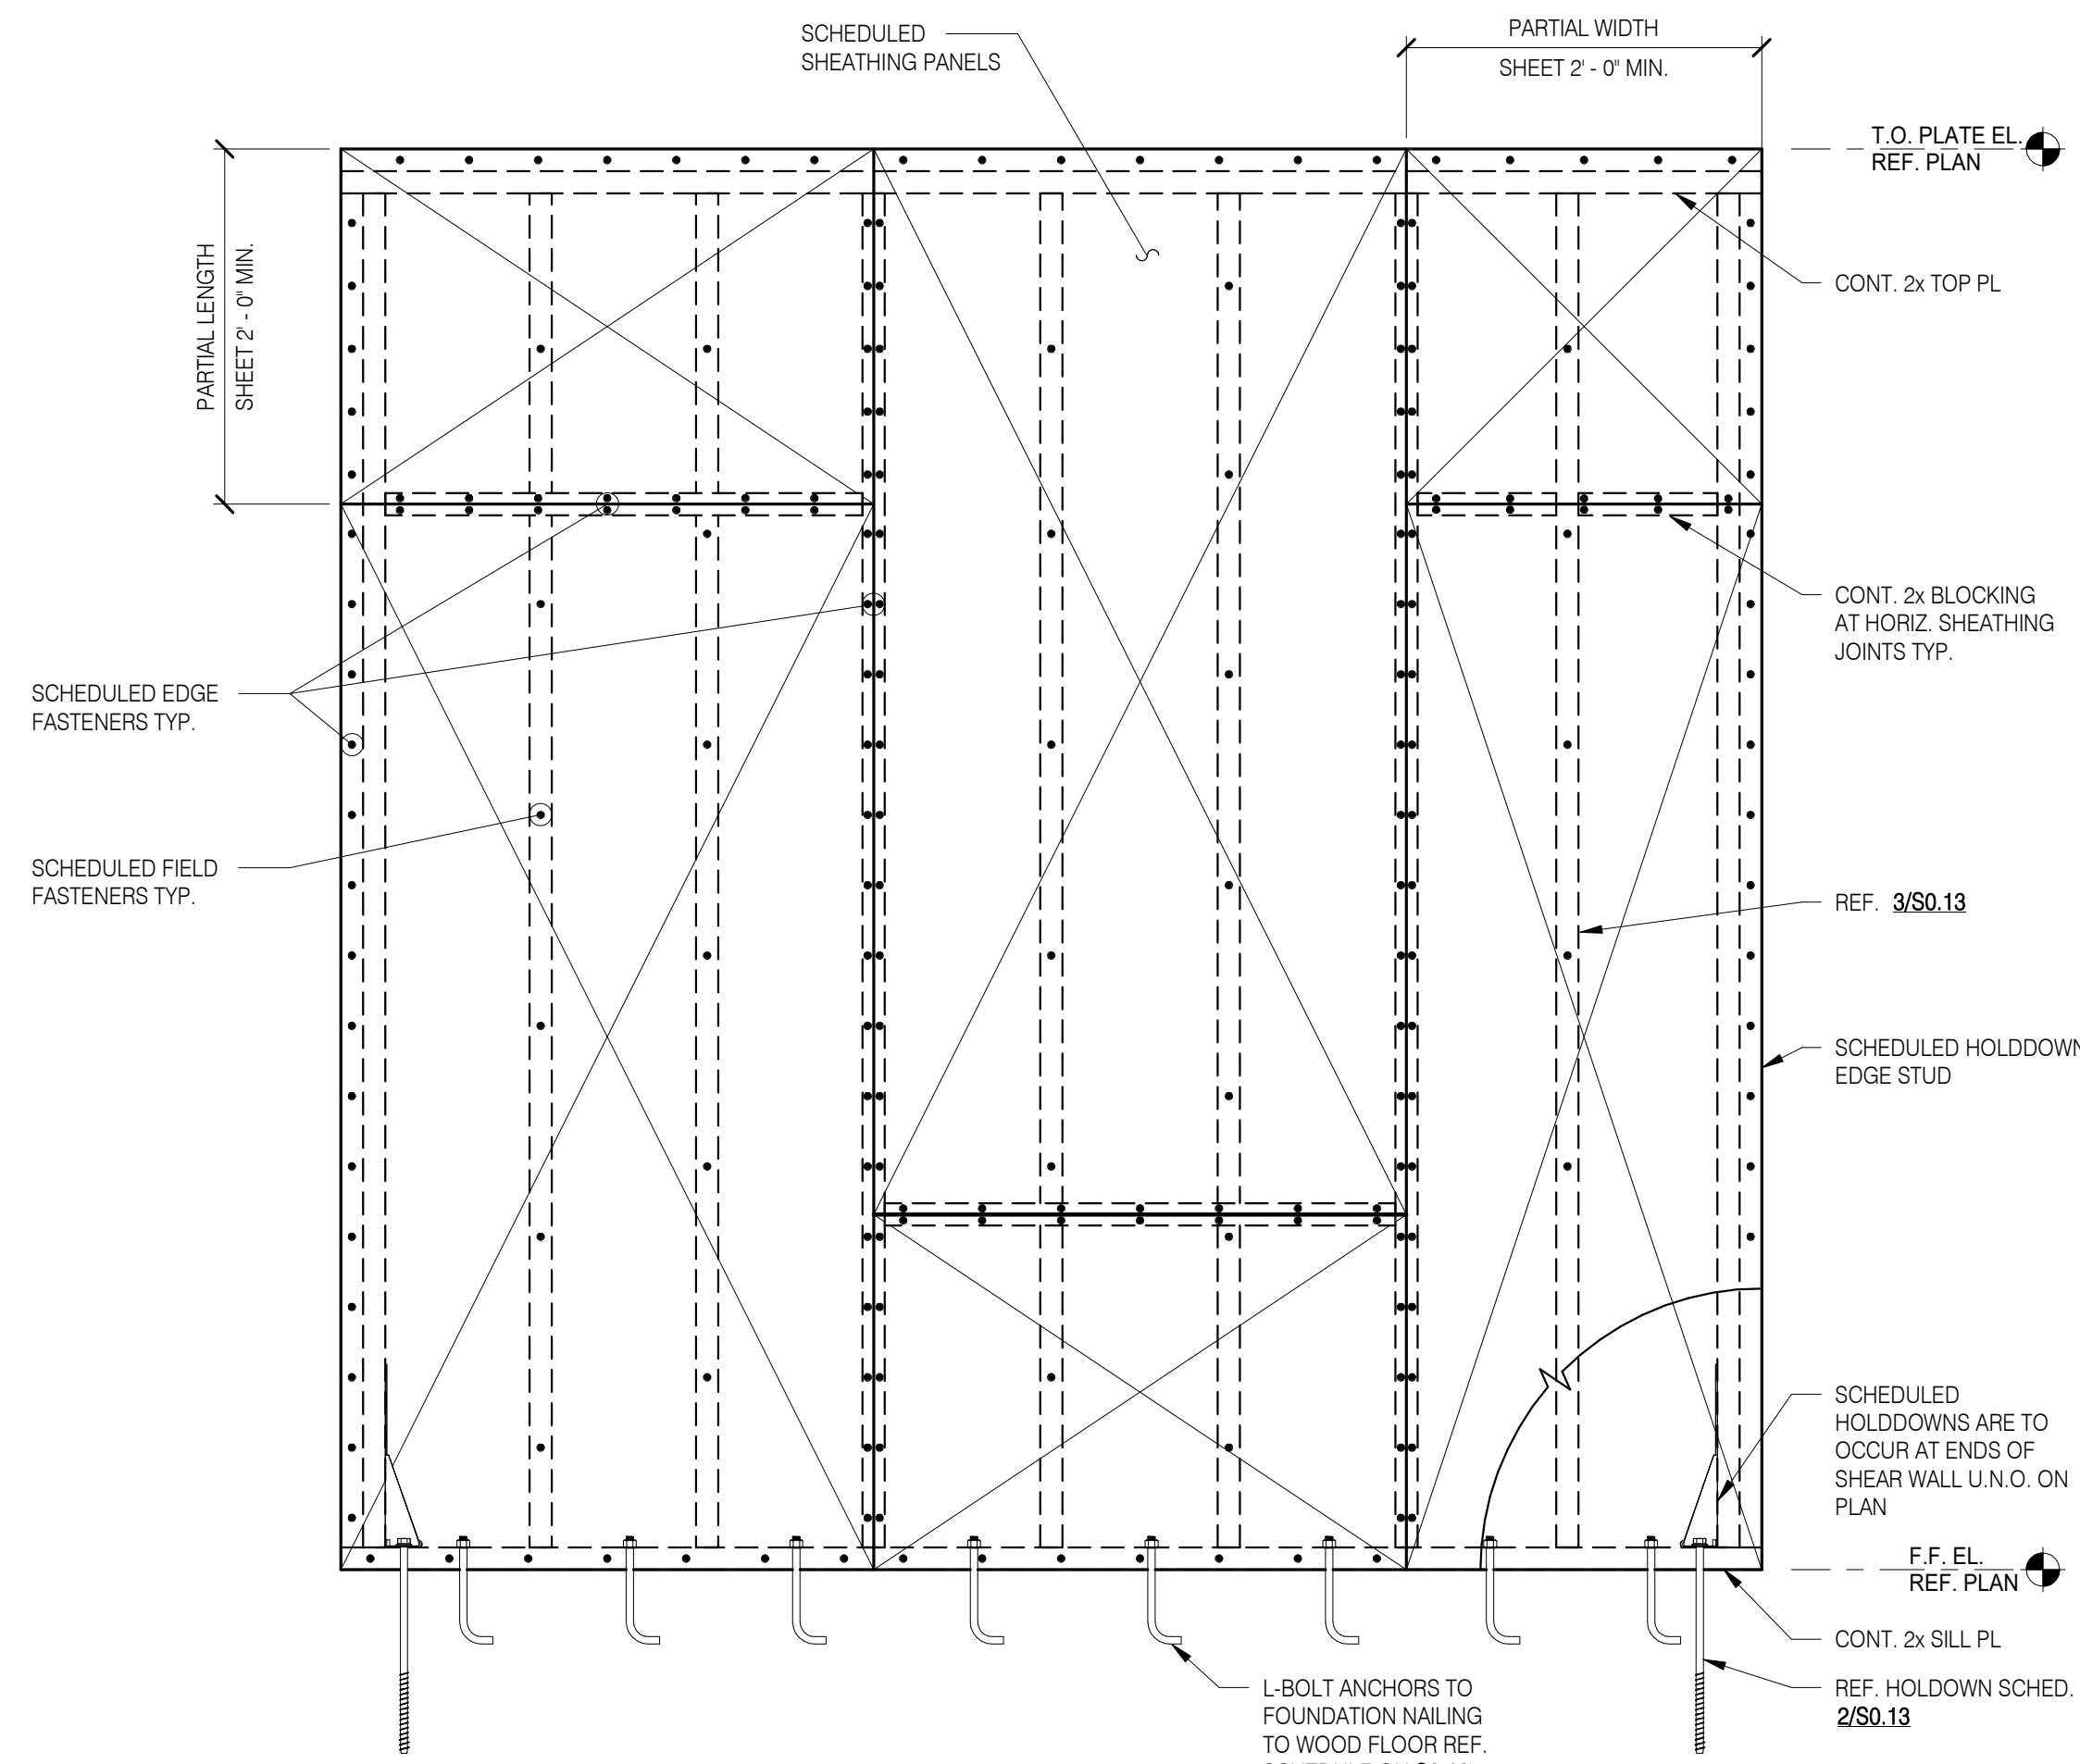 SCHEDULED
SHEATHING PANELS
PARTIAL WIDTH
SHEET 2' - 0" MIN.
T.O. PLATE EL.
REF. PLAN
PARTIAL LENGTH
SHEET 2' - 0" MIN.
CONT. 2x TOP PL
CONT. 2x BLOCKING
AT HORIZ. SHEATHING
JOINTS TYP.
SCHEDULED EDGE
FASTENERS TYP.
SCHEDULED FIELD
FASTENERS TYP.
REF. 3/S0.13
SCHEDULED HOLDDOWN
EDGE STUD
SCHEDULED
HOLDDOWNS ARE TO
OCCUR AT ENDS OF
SHEAR WALL U.N.O. ON
PLAN
F.F. EL.
REF. PLAN
CONT. 2x SILL PL
REF. HOLDOWN SCHED.
2/S0.13
L-BOLT ANCHORS TO
FOUNDATION NAILING
TO WOOD FLOOR REF.